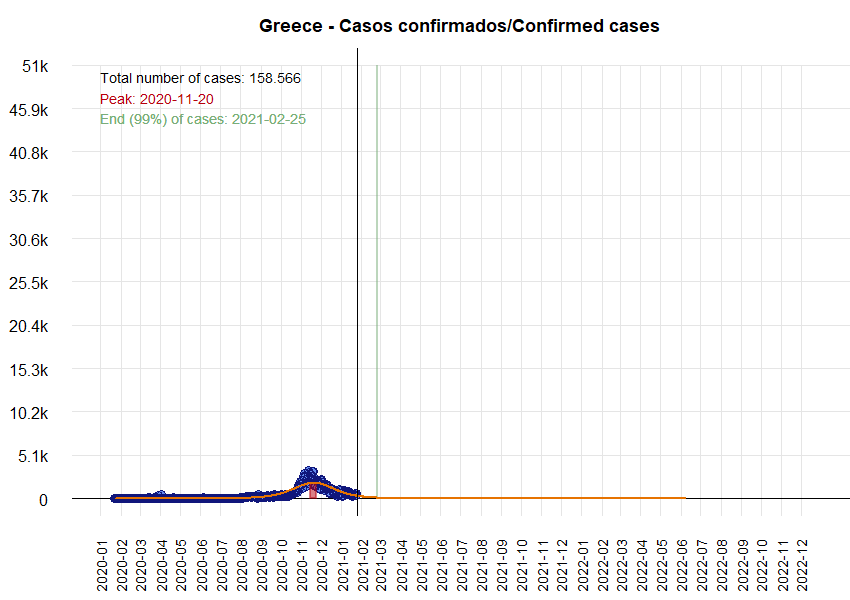 Greece - Casos confirmados/Confirmed cases
Total number of cases: 158.566
Peak: 2020-11-20
End (99%) of cases: 2021-02-25
51k
45.9k
40.8k
35.7k
30.6k
25.5k
20.4k
15.3k
10.2k
5.1k
0
2020-01
2020-02
2020-03
2020-04
2020-05
2020-06
2020-07
2020-08
2020-09
2020-10
2020-11
2020-12
2021-01
2021-02
2021-03
2021-04
2021-05
2021-06
2021-07
2021-08
2021-09
2021-10
2021-11
2021-12
2022-01
2022-02
2022-03
2022-04
2022-05
2022-06
2022-07
2022-08
2022-09
2022-10
2022-11
2022-12